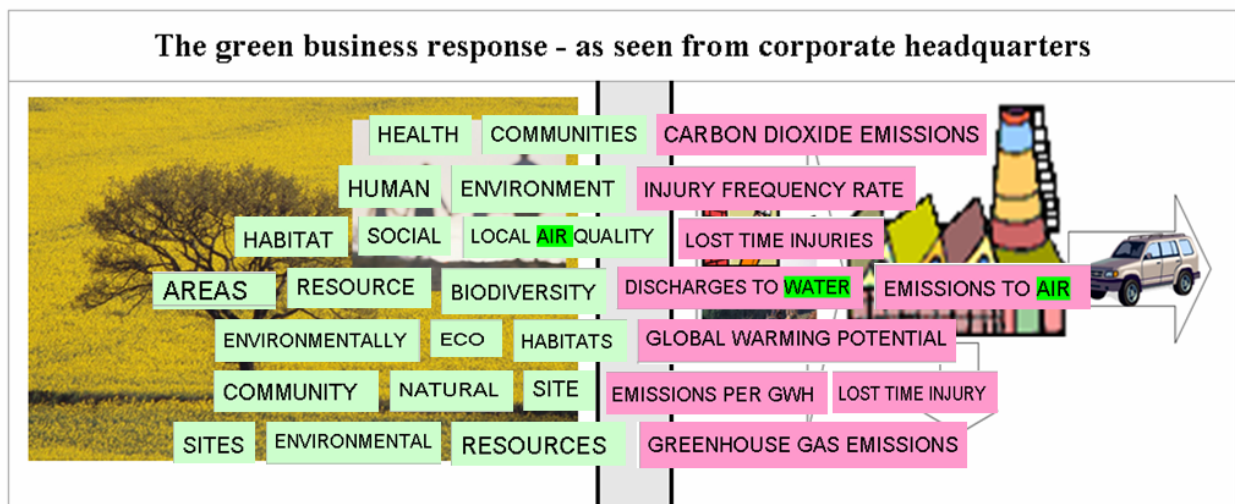 The green business response - as seen from corporate headquarters
HEALTH COMMUNITIES CARBON DIOXIDE EMISSIONS
HUMAN ENVIRONMENT INJURY FREQUENCY RATE
HABITAT SOCIAL LOCAL AIR QUALITY LOST TIME INJURIES
AREAS RESOURCE BIODIVERSITY DISCHARGES TO WATER EMISSIONS TO AIR
ENVIRONMENTALLY ECO HABITATS GLOBAL WARMING POTENTIAL
COMMUNITY NATURAL SITE EMISSIONS PER GWH LOST TIME INJURY
SITES ENVIRONMENTAL RESOURCES GREENHOUSE GAS EMISSIONS